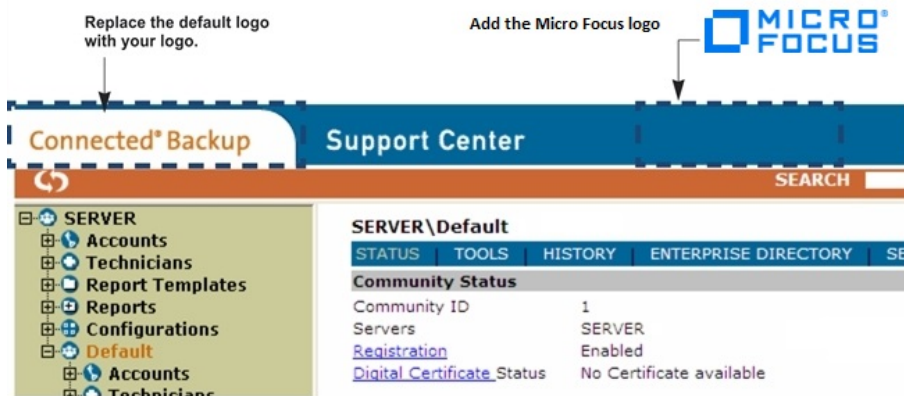 Replace the default logo
with your logo.
Add the Micro Focus logo
MICRO®
FOCUS
Connected® Backup
Support Center
SEARCH
SERVER
Accounts
Technicians
Report Templates
Reports
Configurations
Default
Accounts
Technicians
SERVER\Default
STATUS | TOOLS | HISTORY | ENTERPRISE DIRECTORY | SE
Community Status
Community ID 1
Servers SERVER
Registration Enabled
Digital Certificate Status No Certificate available